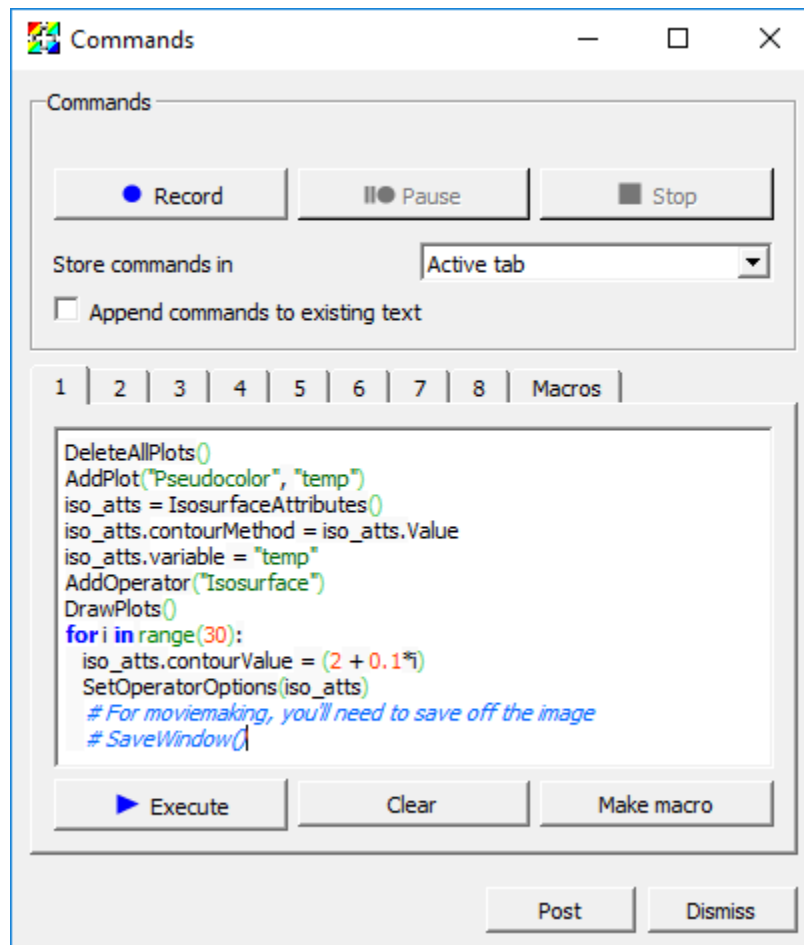 Commands
Commands
Record Pause Stop
Store commands in Active tab
Append commands to existing text
1 2 3 4 5 6 7 8 Macros
DeleteAllPlots()
AddPlot("Pseudocolor", "temp")
iso_atts = IsosurfaceAttributes()
iso_atts.contourMethod = iso_atts.Value
iso_atts.variable = "temp"
AddOperator("Isosurface")
DrawPlots()
for i in range(30):
iso_atts.contourValue = (2 + 0.1*i)
SetOperatorOptions(iso_atts)
# For moviemaking, you'll need to save off the image
# SaveWindow()
Execute Clear Make macro
Post Dismiss